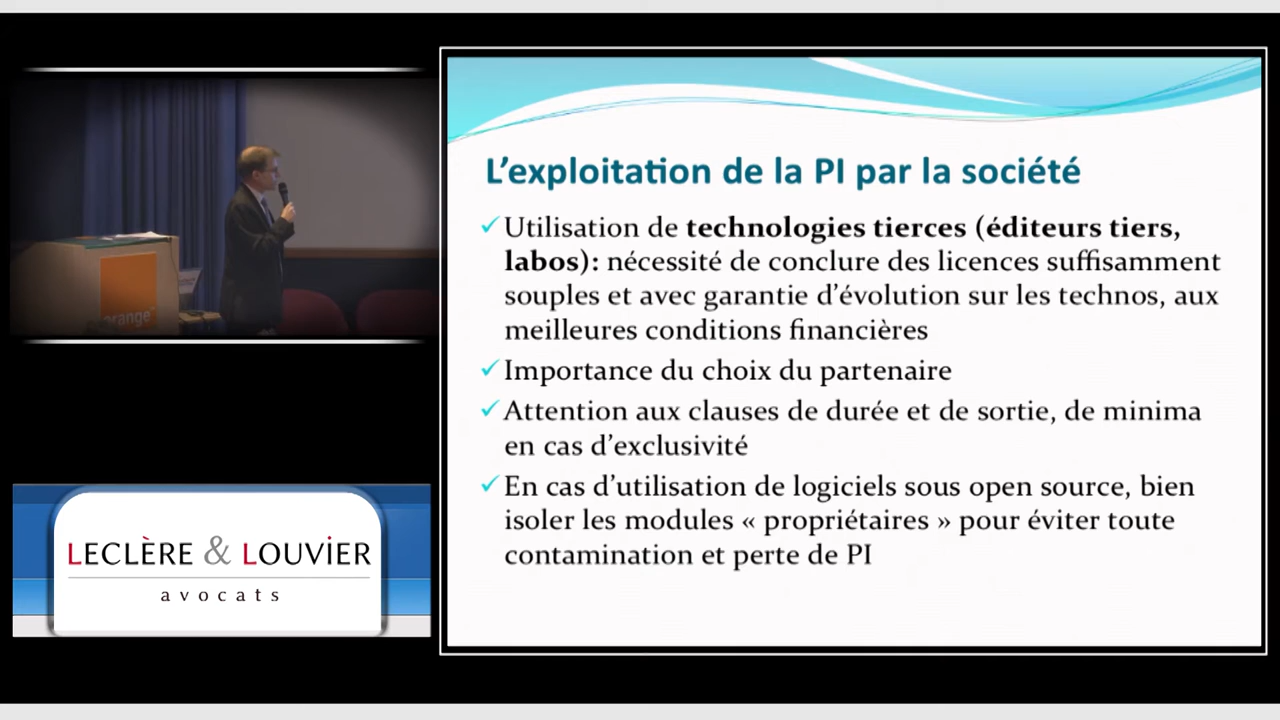 L'exploitation de la PI par la société
✓ Utilisation de technologies tierces (éditeurs tiers,
labos): nécessité de conclure des licences suffisamment
souples et avec garantie d'évolution sur les technos, aux
meilleures conditions financières
✓ Importance du choix du partenaire
✓ Attention aux clauses de durée et de sortie, de minima
en cas d'exclusivité
✓ En cas d'utilisation de logiciels sous open source, bien
isoler les modules « propriétaires » pour éviter toute
contamination et perte de PI
orange
LECLÈRE & LOUVIER
avocats